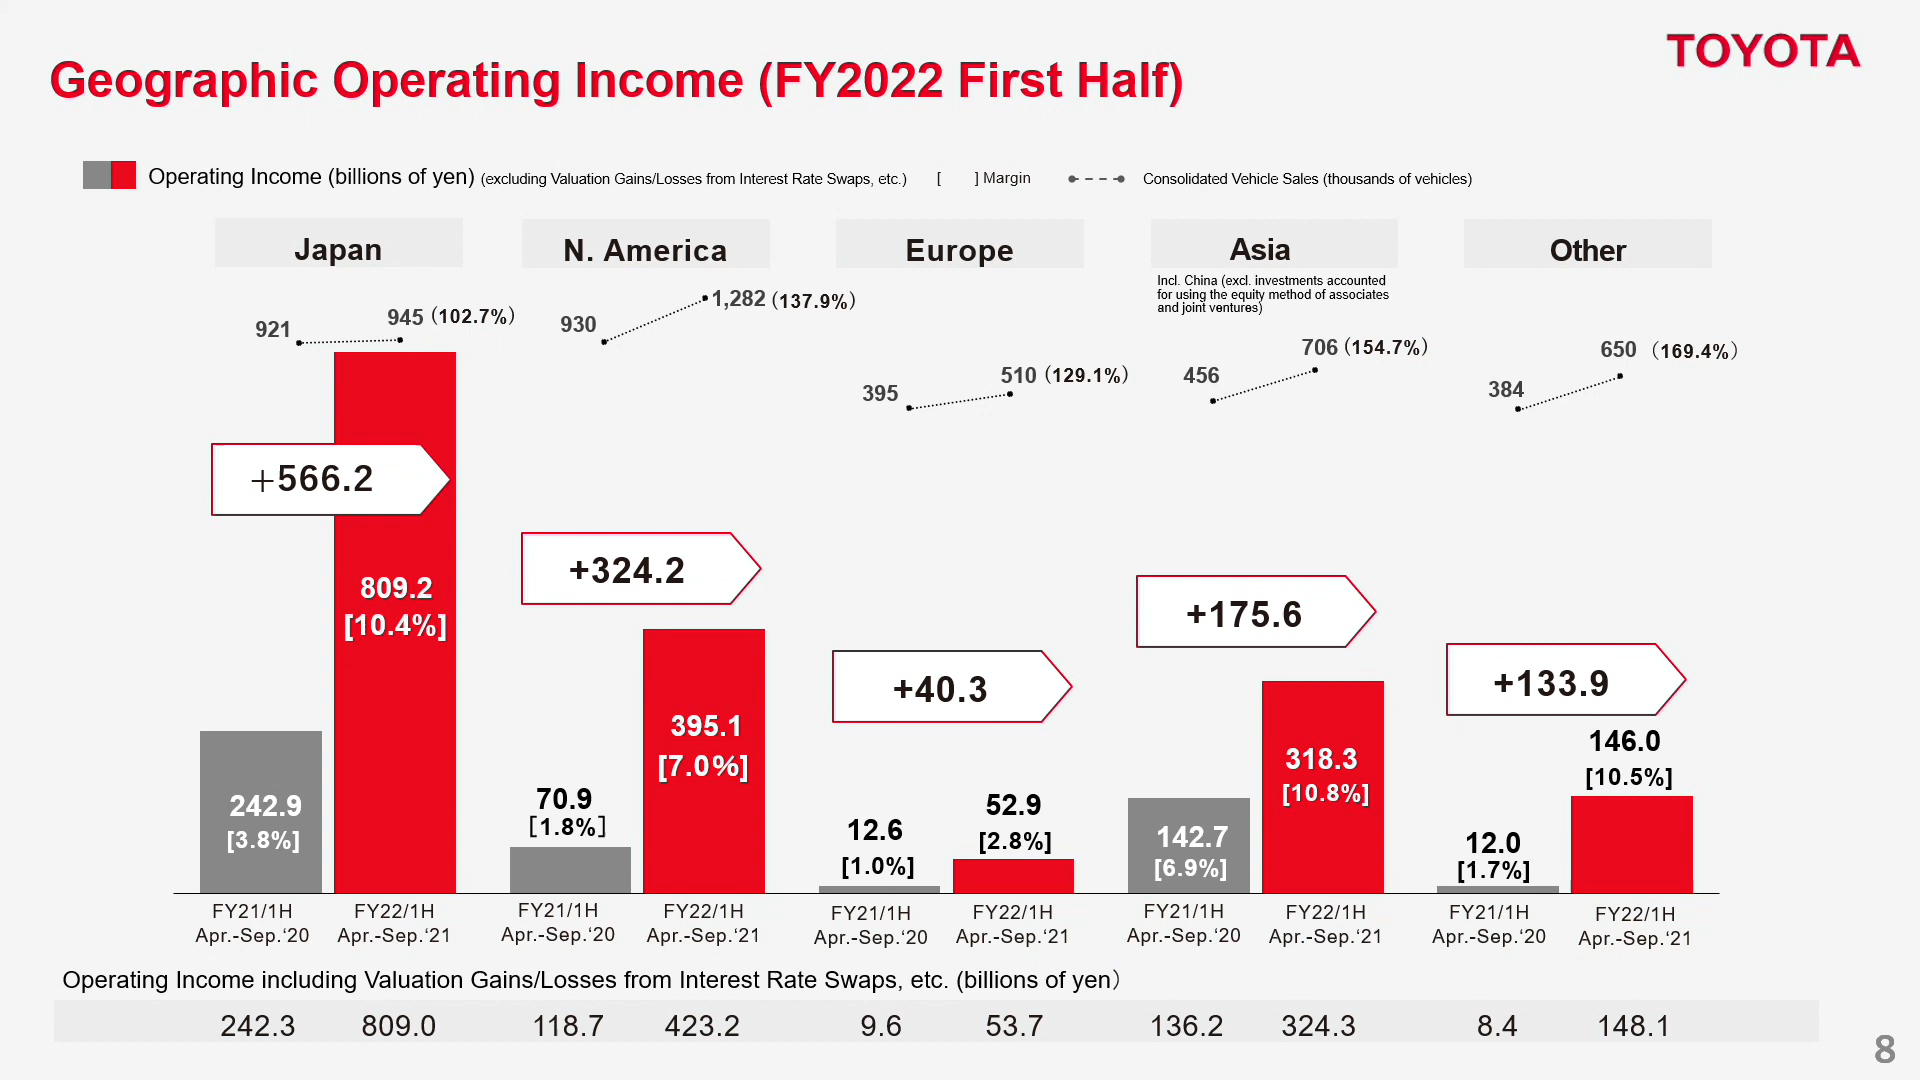 TOYOTA
Geographic Operating Income (FY2022 First Half)
Operating Income (billions of yen) (excluding Valuation Gains/Losses from Interest Rate Swaps, etc.) [ ] Margin Consolidated Vehicle Sales (thousands of vehicles)
Japan
921
945 (102.7%)
+566.2
242.9
[3.8%]
809.2
[10.4%]
FY21/1H
Apr.-Sep.‘20
FY22/1H
Apr.-Sep.‘21
N. America
930
1,282 (137.9%)
+324.2
70.9
[1.8%]
395.1
[7.0%]
FY21/1H
Apr.-Sep.‘20
FY22/1H
Apr.-Sep.‘21
Europe
395
510 (129.1%)
+40.3
12.6
[1.0%]
52.9
[2.8%]
FY21/1H
Apr.-Sep.‘20
FY22/1H
Apr.-Sep.‘21
Asia
Incl. China (excl. investments accounted
for using the equity method of associates
and joint ventures)
456
706 (154.7%)
+175.6
142.7
[6.9%]
318.3
[10.8%]
FY21/1H
Apr.-Sep.‘20
FY22/1H
Apr.-Sep.‘21
Other
384
650 (169.4%)
+133.9
12.0
[1.7%]
146.0
[10.5%]
FY21/1H
Apr.-Sep.‘20
FY22/1H
Apr.-Sep.‘21
Operating Income including Valuation Gains/Losses from Interest Rate Swaps, etc. (billions of yen)
242.3 809.0 118.7 423.2 9.6 53.7 136.2 324.3 8.4 148.1
8